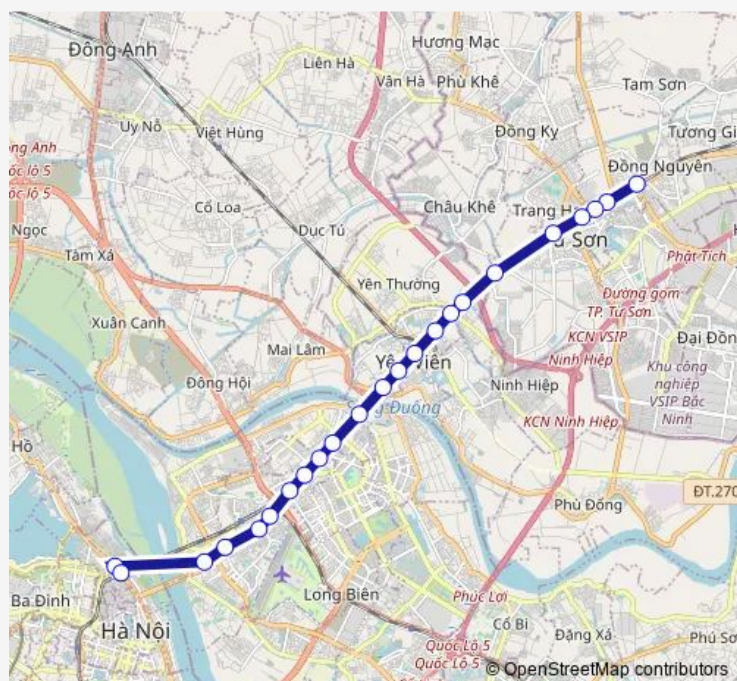 Đông Anh
Hương Mạc
Liên Hà
Vân Hà
Phù Khê
Tam Sơn
Uy Nỗ
Việt Hùng
Đồng Kỵ
Tương Gi
ông Anh
Quốc lộ 5
ốc lộ 5
Đồng Nguyên
Ngọc
Cổ Loa
Dục Tú
Châu Khê
Trang H
Sơn
Tàm Xá
Yên Thường
Phật Tích
Đường gom
TP. Từ Sơn
Xuân Canh
KCN VSIP
Ninh Hiệp
Đại Đồn
Mai Lâm
Yên Viên
Khu công
nghiệp
VSIP Bắc
Ninh
Đông Hội
Ninh Hiệp
Đuống
KCN Ninh Hiệp
Hồ
ĐT.270
Phù Đổng
Ba Đình
Long Biên
Phúc Lợi
Cổ Bi
Hà Nội
Đặng Xá
Phú Sơ
Quốc lộ 5
Quốc lộ 5
© OpenStreetMap contributors